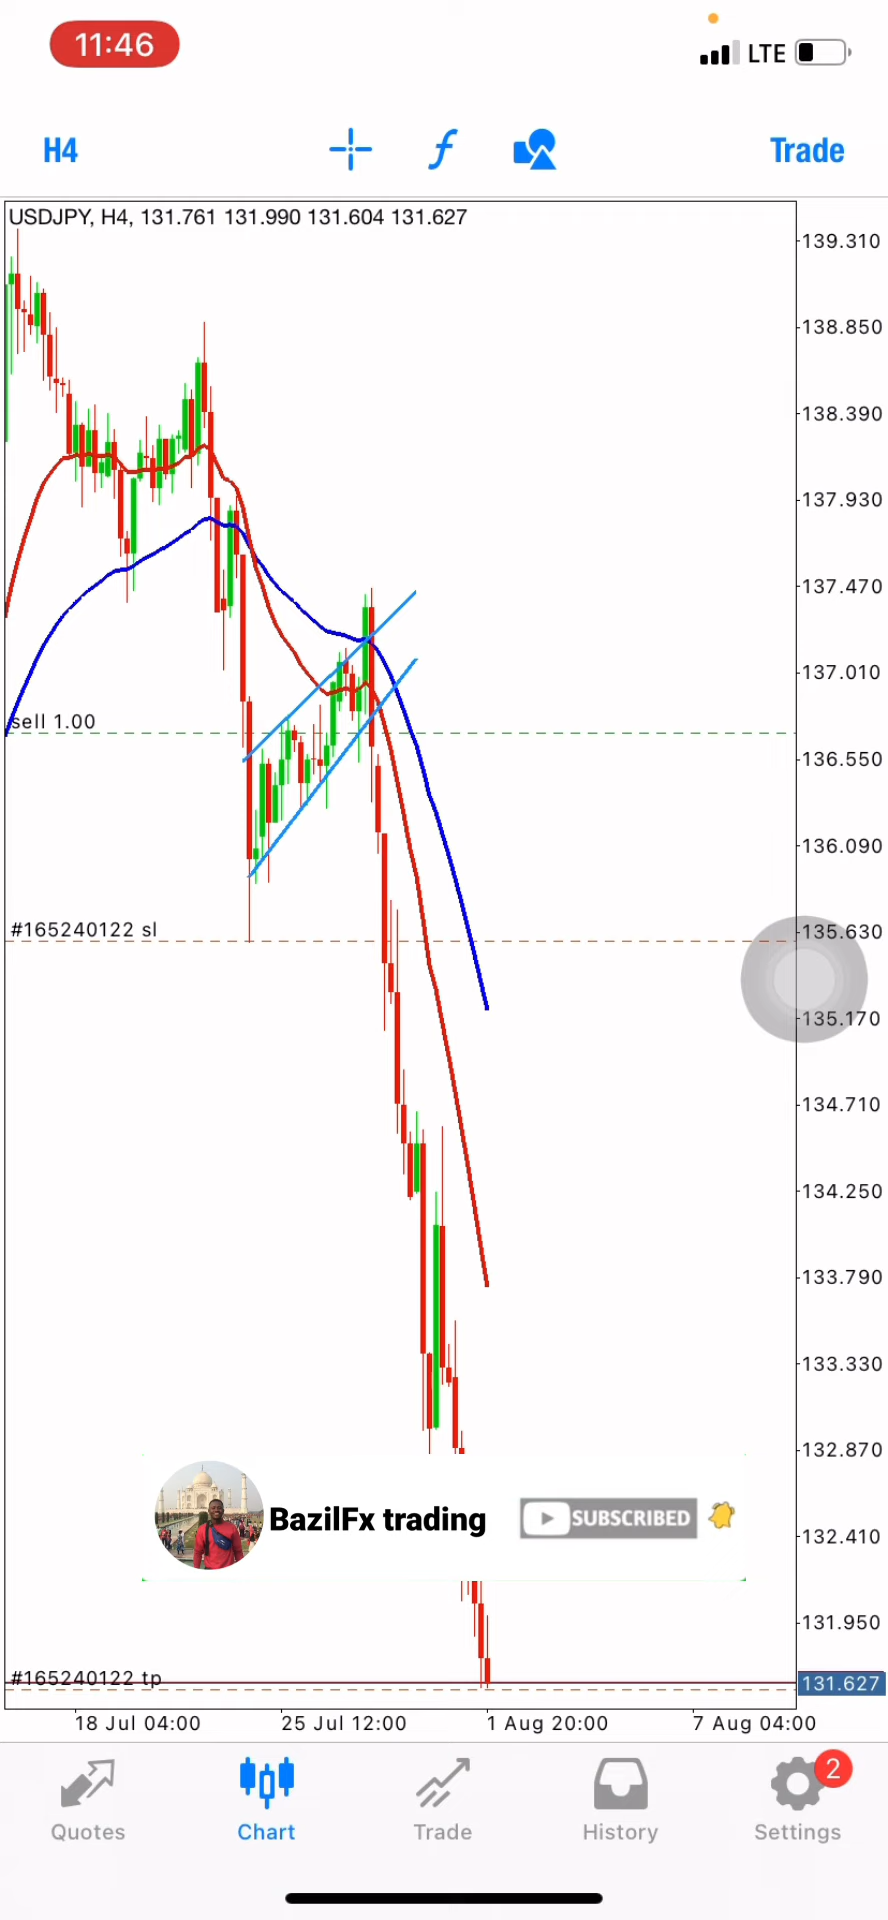 11:46
LTE
H4
Trade
USDJPY, H4, 131.761 131.990 131.604 131.627
139.310
138.850
138.390
137.930
137.470
137.010
sell 1.00
136.550
136.090
#165240122 sl
135.630
135.170
134.710
134.250
133.790
133.330
132.870
BazilFx trading
SUBSCRIBED
132.410
131.950
#165240122 tp
131.627
18 Jul 04:00
25 Jul 12:00
1 Aug 20:00
7 Aug 04:00
2
Quotes
Chart
Trade
History
Settings